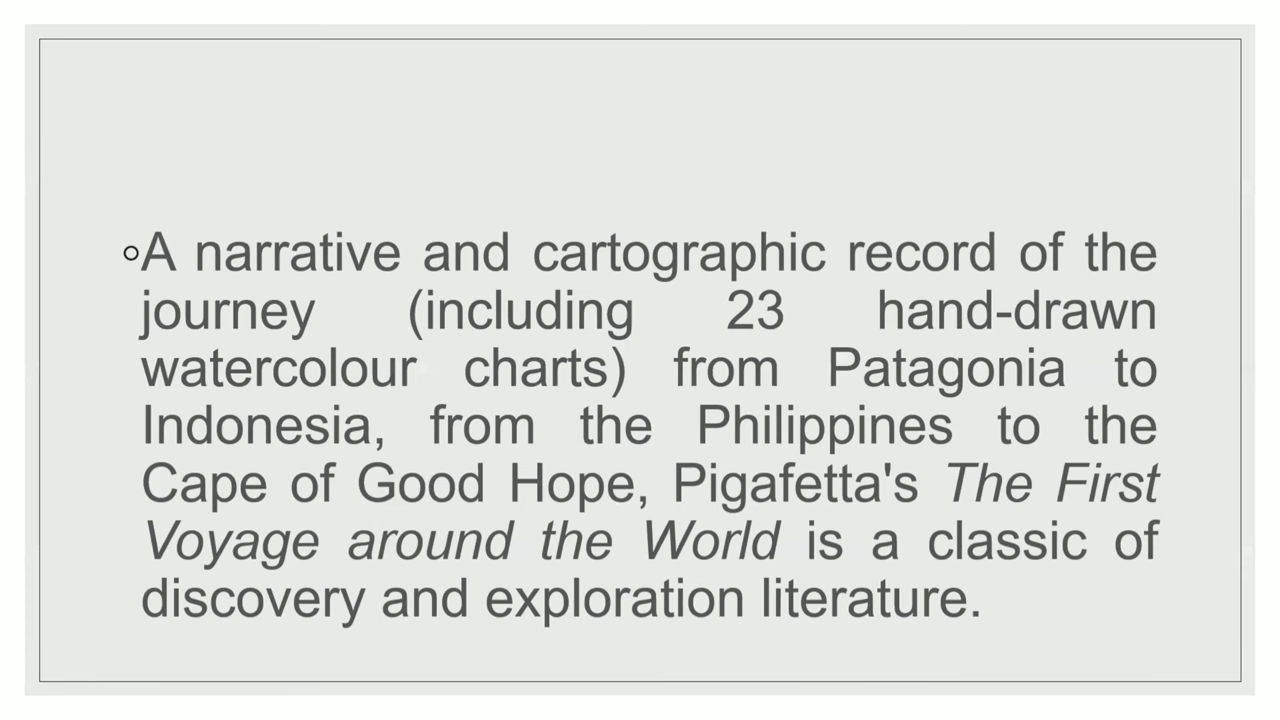 ◦A narrative and cartographic record of the
journey (including 23 hand-drawn
watercolour charts) from Patagonia to
Indonesia, from the Philippines to the
Cape of Good Hope, Pigafetta's The First
Voyage around the World is a classic of
discovery and exploration literature.